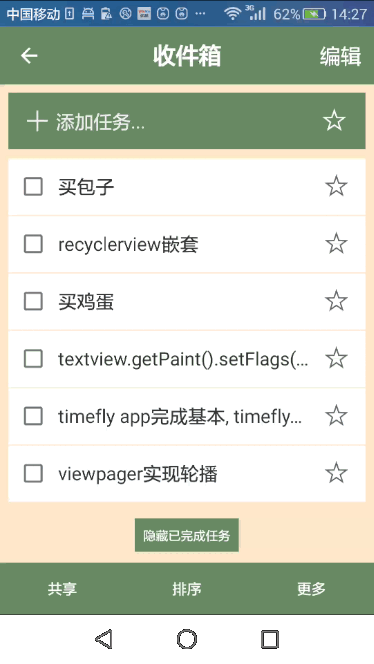 中国移动 3G 62% 14:27
收件箱 编辑
添加任务...
买包子
recyclerview嵌套
买鸡蛋
textview.getPaint().setFlags(...
timefly app完成基本, timefly...
viewpager实现轮播
隐藏已完成任务
共享 排序 更多